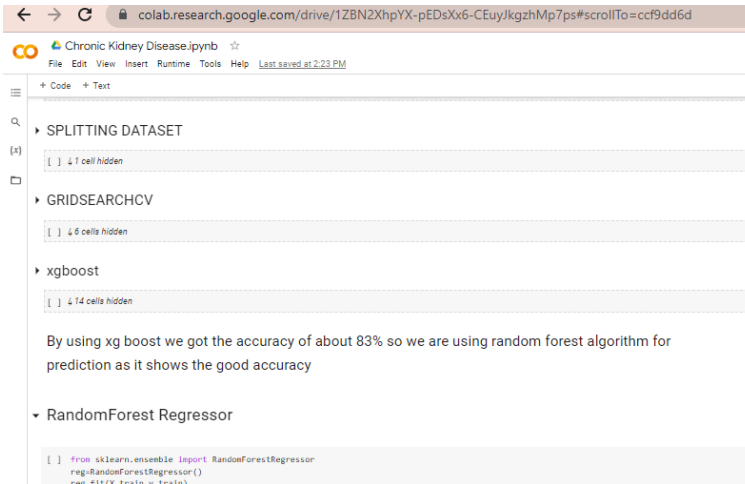 colab.research.google.com/drive/1ZBN2XhpYX-pEDsXx6-CEuyJkgzhMp7ps#scrollTo=ccf9dd6d
Chronic Kidney Disease.ipynb
File Edit View Insert Runtime Tools Help Last saved at 2:23 PM
+ Code + Text
SPLITTING DATASET
[ ] ↓ 1 cell hidden
{x}
GRIDSEARCHCV
[ ] ↓ 6 cells hidden
xgboost
[ ] ↓ 14 cells hidden
By using xg boost we got the accuracy of about 83% so we are using random forest algorithm for
prediction as it shows the good accuracy
RandomForest Regressor
[ ] from sklearn.ensemble import RandomForestRegressor
reg=RandomForestRegressor()
reg.fit(X_train,y_train)